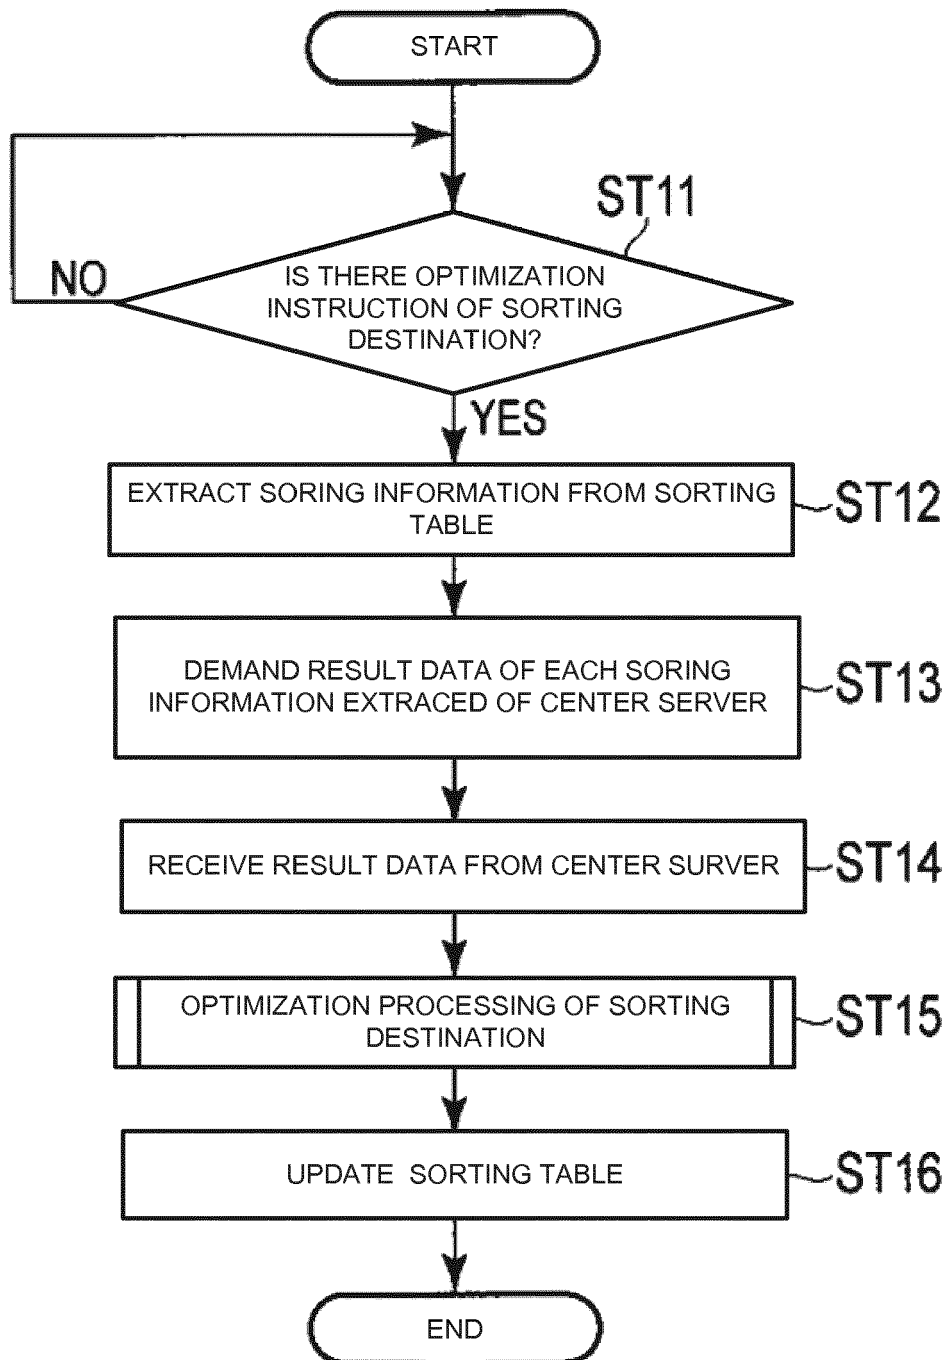 START
ST11
IS THERE OPTIMIZATION
INSTRUCTION OF SORTING
DESTINATION?
NO
YES
EXTRACT SORING INFORMATION FROM SORTING
TABLE
ST12
DEMAND RESULT DATA OF EACH SORING
INFORMATION EXTRACED OF CENTER SERVER
ST13
RECEIVE RESULT DATA FROM CENTER SURVER
ST14
OPTIMIZATION PROCESSING OF SORTING
DESTINATION
ST15
UPDATE SORTING TABLE
ST16
END